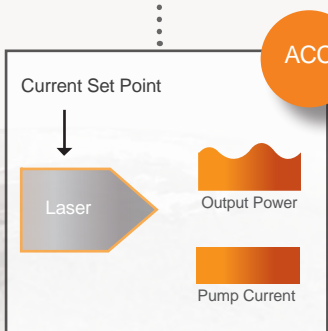 ACC
Current Set Point
Laser
Output Power
Pump Current